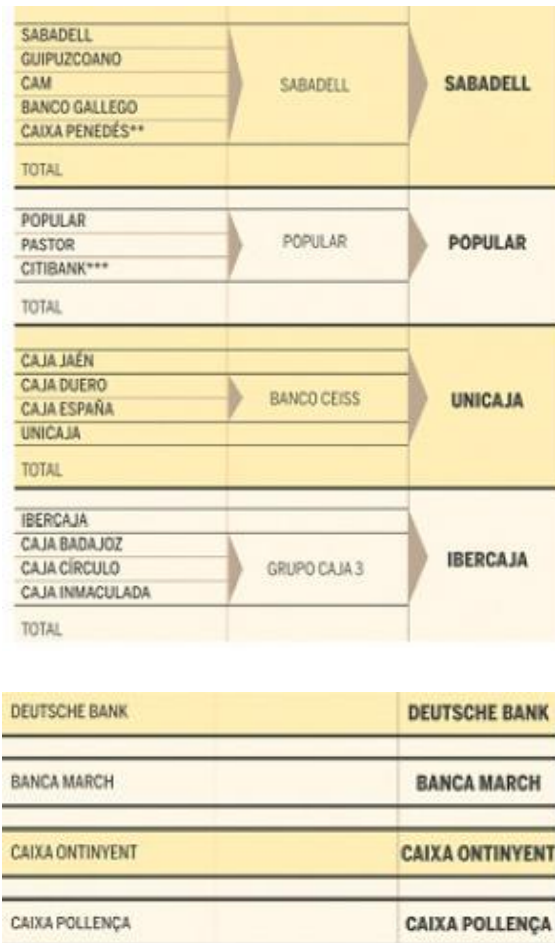 SABADELL
GUIPUZCOANO
CAM
BANCO GALLEGO
CAIXA PENEDÉS**
SABADELL
SABADELL
TOTAL
POPULAR
PASTOR
CITIBANK***
POPULAR
POPULAR
TOTAL
CAJA JAÉN
CAJA DUERO
CAJA ESPAÑA
UNICAJA
BANCO CEISS
UNICAJA
TOTAL
IBERCAJA
CAJA BADAJOZ
CAJA CÍRCULO
CAJA INMACULADA
GRUPO CAJA 3
IBERCAJA
TOTAL
DEUTSCHE BANK DEUTSCHE BANK
BANCA MARCH BANCA MARCH
CAIXA ONTINYENT CAIXA ONTINYENT
CAIXA POLLENÇA CAIXA POLLENÇA